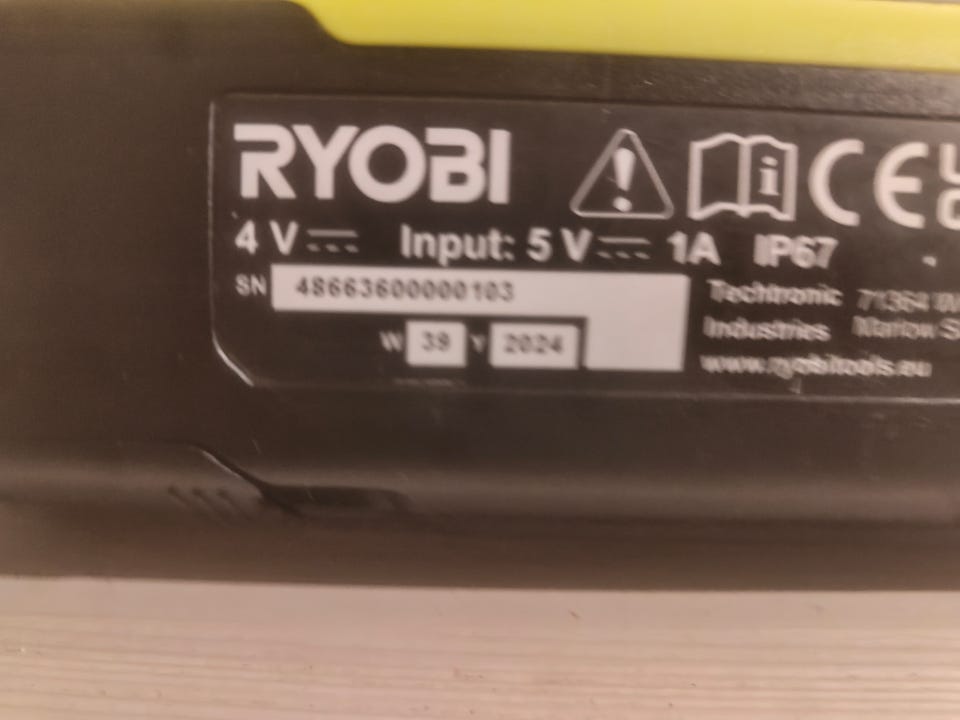 RYOBI
4 V Input: 5 V 1A IP67
SN 48663600000103
W 39 Y 2024
Techtronic
Industries
www.ryobitools.eu